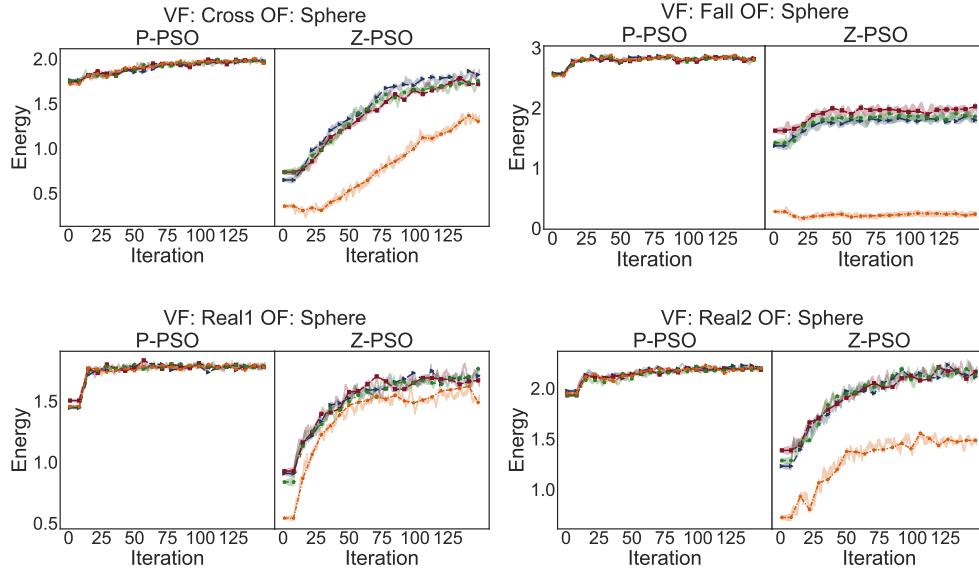 VF: Cross OF: Sphere
P-PSO Z-PSO
2.0
1.5
1.0
0.5
Energy
0 25 50 75 100 125 0 25 50 75 100 125
Iteration Iteration
VF: Fall OF: Sphere
P-PSO Z-PSO
3
2
1
0
Energy
0 25 50 75 100 125 0 25 50 75 100 125
Iteration Iteration
VF: Real1 OF: Sphere
P-PSO Z-PSO
1.5
1.0
0.5
Energy
0 25 50 75 100 125 0 25 50 75 100 125
Iteration Iteration
VF: Real2 OF: Sphere
P-PSO Z-PSO
2.0
1.5
1.0
Energy
0 25 50 75 100 125 0 25 50 75 100 125
Iteration Iteration